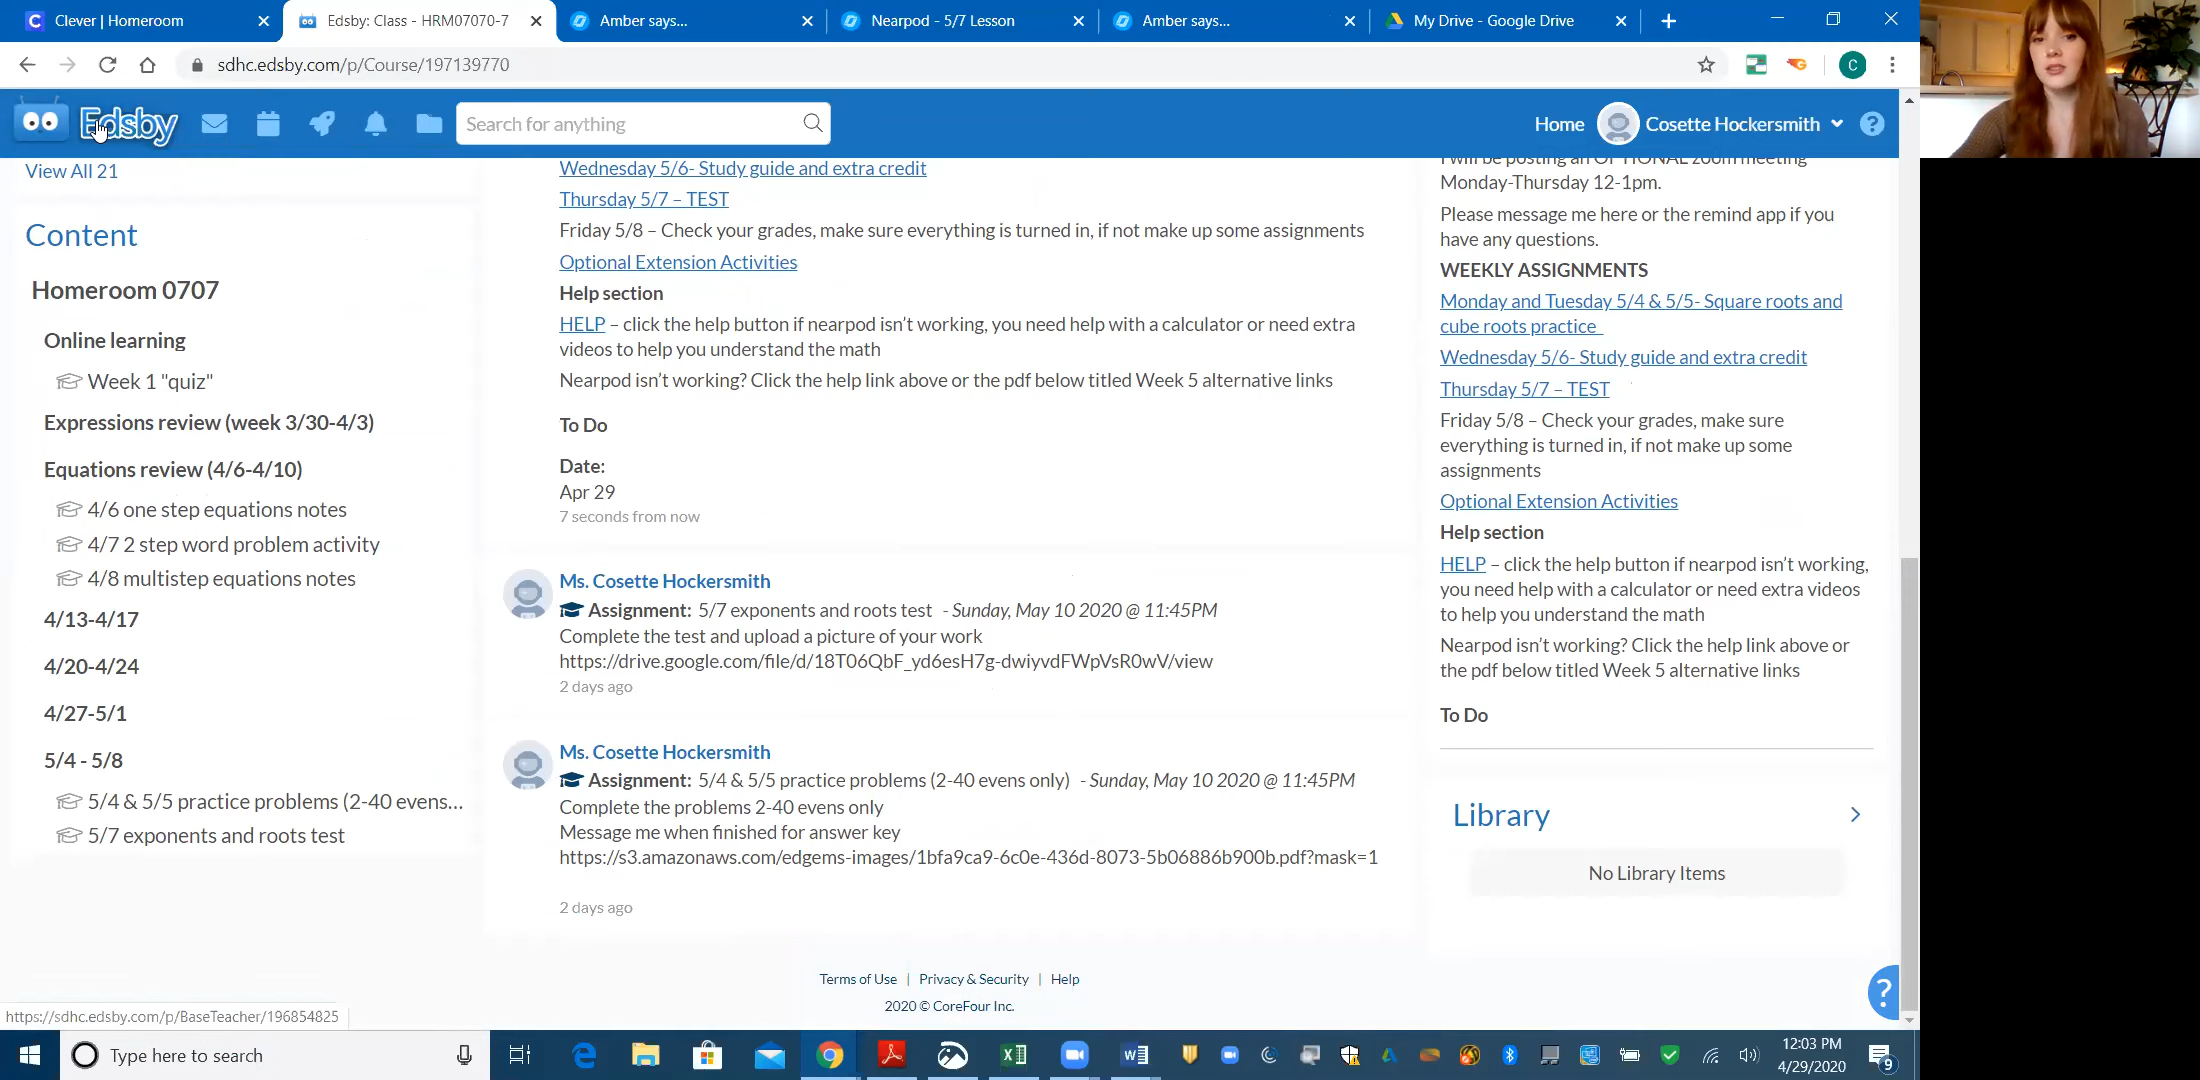 Clever | Homeroom
Edsby: Class - HRM07070-7
Amber says...
Nearpod - 5/7 Lesson
Amber says...
My Drive - Google Drive
sdhc.edsby.com/p/Course/197139770
C
Edsby
Search for anything
Home
Cosette Hockersmith
View All 21
Content
Homeroom 0707
Online learning
Week 1 "quiz"
Expressions review (week 3/30-4/3)
Equations review (4/6-4/10)
4/6 one step equations notes
4/7 2 step word problem activity
4/8 multistep equations notes
4/13-4/17
4/20-4/24
4/27-5/1
5/4 - 5/8
5/4 & 5/5 practice problems (2-40 evens...
5/7 exponents and roots test
Wednesday 5/6- Study guide and extra credit
Thursday 5/7 – TEST
Friday 5/8 – Check your grades, make sure everything is turned in, if not make up some assignments
Optional Extension Activities
Help section
HELP – click the help button if nearpod isn't working, you need help with a calculator or need extra
videos to help you understand the math
Nearpod isn't working? Click the help link above or the pdf below titled Week 5 alternative links
To Do
Date:
Apr 29
7 seconds from now
Ms. Cosette Hockersmith
Assignment: 5/7 exponents and roots test - Sunday, May 10 2020 @ 11:45PM
Complete the test and upload a picture of your work
https://drive.google.com/file/d/18T06QbF_yd6esH7g-dwiyvdFWpVsR0wV/view
2 days ago
Ms. Cosette Hockersmith
Assignment: 5/4 & 5/5 practice problems (2-40 evens only) - Sunday, May 10 2020 @ 11:45PM
Complete the problems 2-40 evens only
Message me when finished for answer key
https://s3.amazonaws.com/edgems-images/1bfa9ca9-6c0e-436d-8073-5b06886b900b.pdf?mask=1
2 days ago
I will be posting an OPTIONAL zoom meeting
Monday-Thursday 12-1pm.
Please message me here or the remind app if you
have any questions.
WEEKLY ASSIGNMENTS
Monday and Tuesday 5/4 & 5/5- Square roots and
cube roots practice
Wednesday 5/6- Study guide and extra credit
Thursday 5/7 – TEST
Friday 5/8 – Check your grades, make sure
everything is turned in, if not make up some
assignments
Optional Extension Activities
Help section
HELP – click the help button if nearpod isn't working,
you need help with a calculator or need extra videos
to help you understand the math
Nearpod isn't working? Click the help link above or
the pdf below titled Week 5 alternative links
To Do
Library
No Library Items
Terms of Use | Privacy & Security | Help
2020 © CoreFour Inc.
https://sdhc.edsby.com/p/BaseTeacher/196854825
Type here to search
12:03 PM
4/29/2020
9